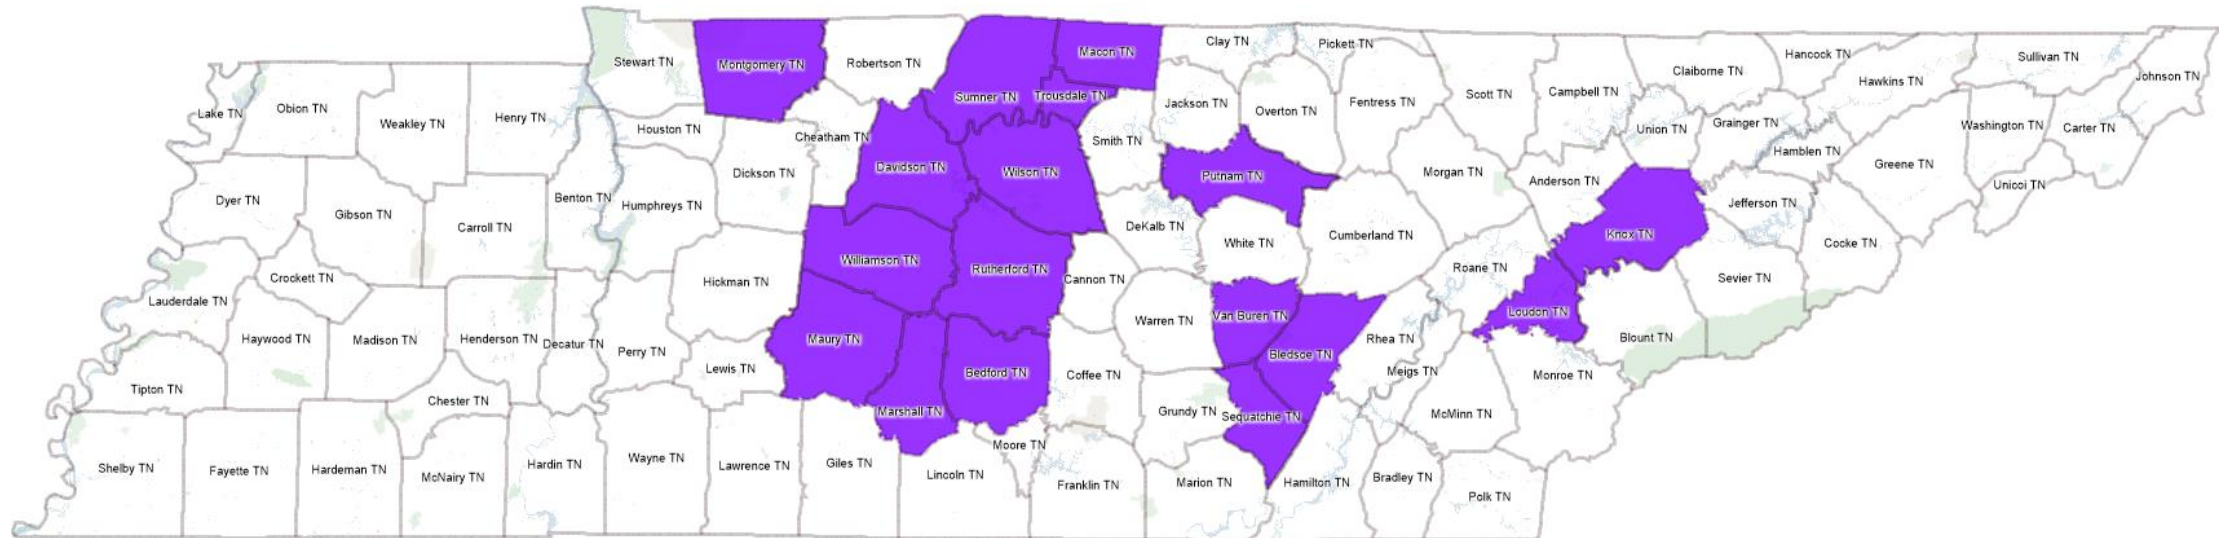 Clay TN
Pickett TN
Stewart TN
Montgomery TN
Robertson TN
Macon TN
Hancock TN
Sullivan TN
Claiborne TN
Hawkins TN
Johnson TN
Sumner TN
Trousdale TN
Jackson TN
Overton TN
Fentress TN
Scott TN
Campbell TN
Lake TN
Obion TN
Weakley TN
Henry TN
Houston TN
Cheatham TN
Smith TN
Union TN
Grainger TN
Washington TN
Carter TN
Dickson TN
Davidson TN
Wilson TN
Putnam TN
Morgan TN
Anderson TN
Hamblen TN
Greene TN
Unicoi TN
Dyer TN
Gibson TN
Carroll TN
Benton TN
Humphreys TN
DeKalb TN
White TN
Cumberland TN
Knox TN
Jefferson TN
Cocke TN
Crockett TN
Hickman TN
Williamson TN
Rutherford TN
Cannon TN
Roane TN
Sevier TN
Lauderdale TN
Haywood TN
Madison TN
Henderson TN
Decatur TN
Perry TN
Maury TN
Warren TN
Van Buren TN
Bledsoe TN
Rhea TN
Loudon TN
Blount TN
Tipton TN
Chester TN
Lewis TN
Marshall TN
Bedford TN
Coffee TN
Grundy TN
Sequatchie TN
Meigs TN
McMinn TN
Monroe TN
Shelby TN
Fayette TN
Hardeman TN
McNairy TN
Hardin TN
Wayne TN
Lawrence TN
Giles TN
Lincoln TN
Moore TN
Franklin TN
Marion TN
Hamilton TN
Bradley TN
Polk TN